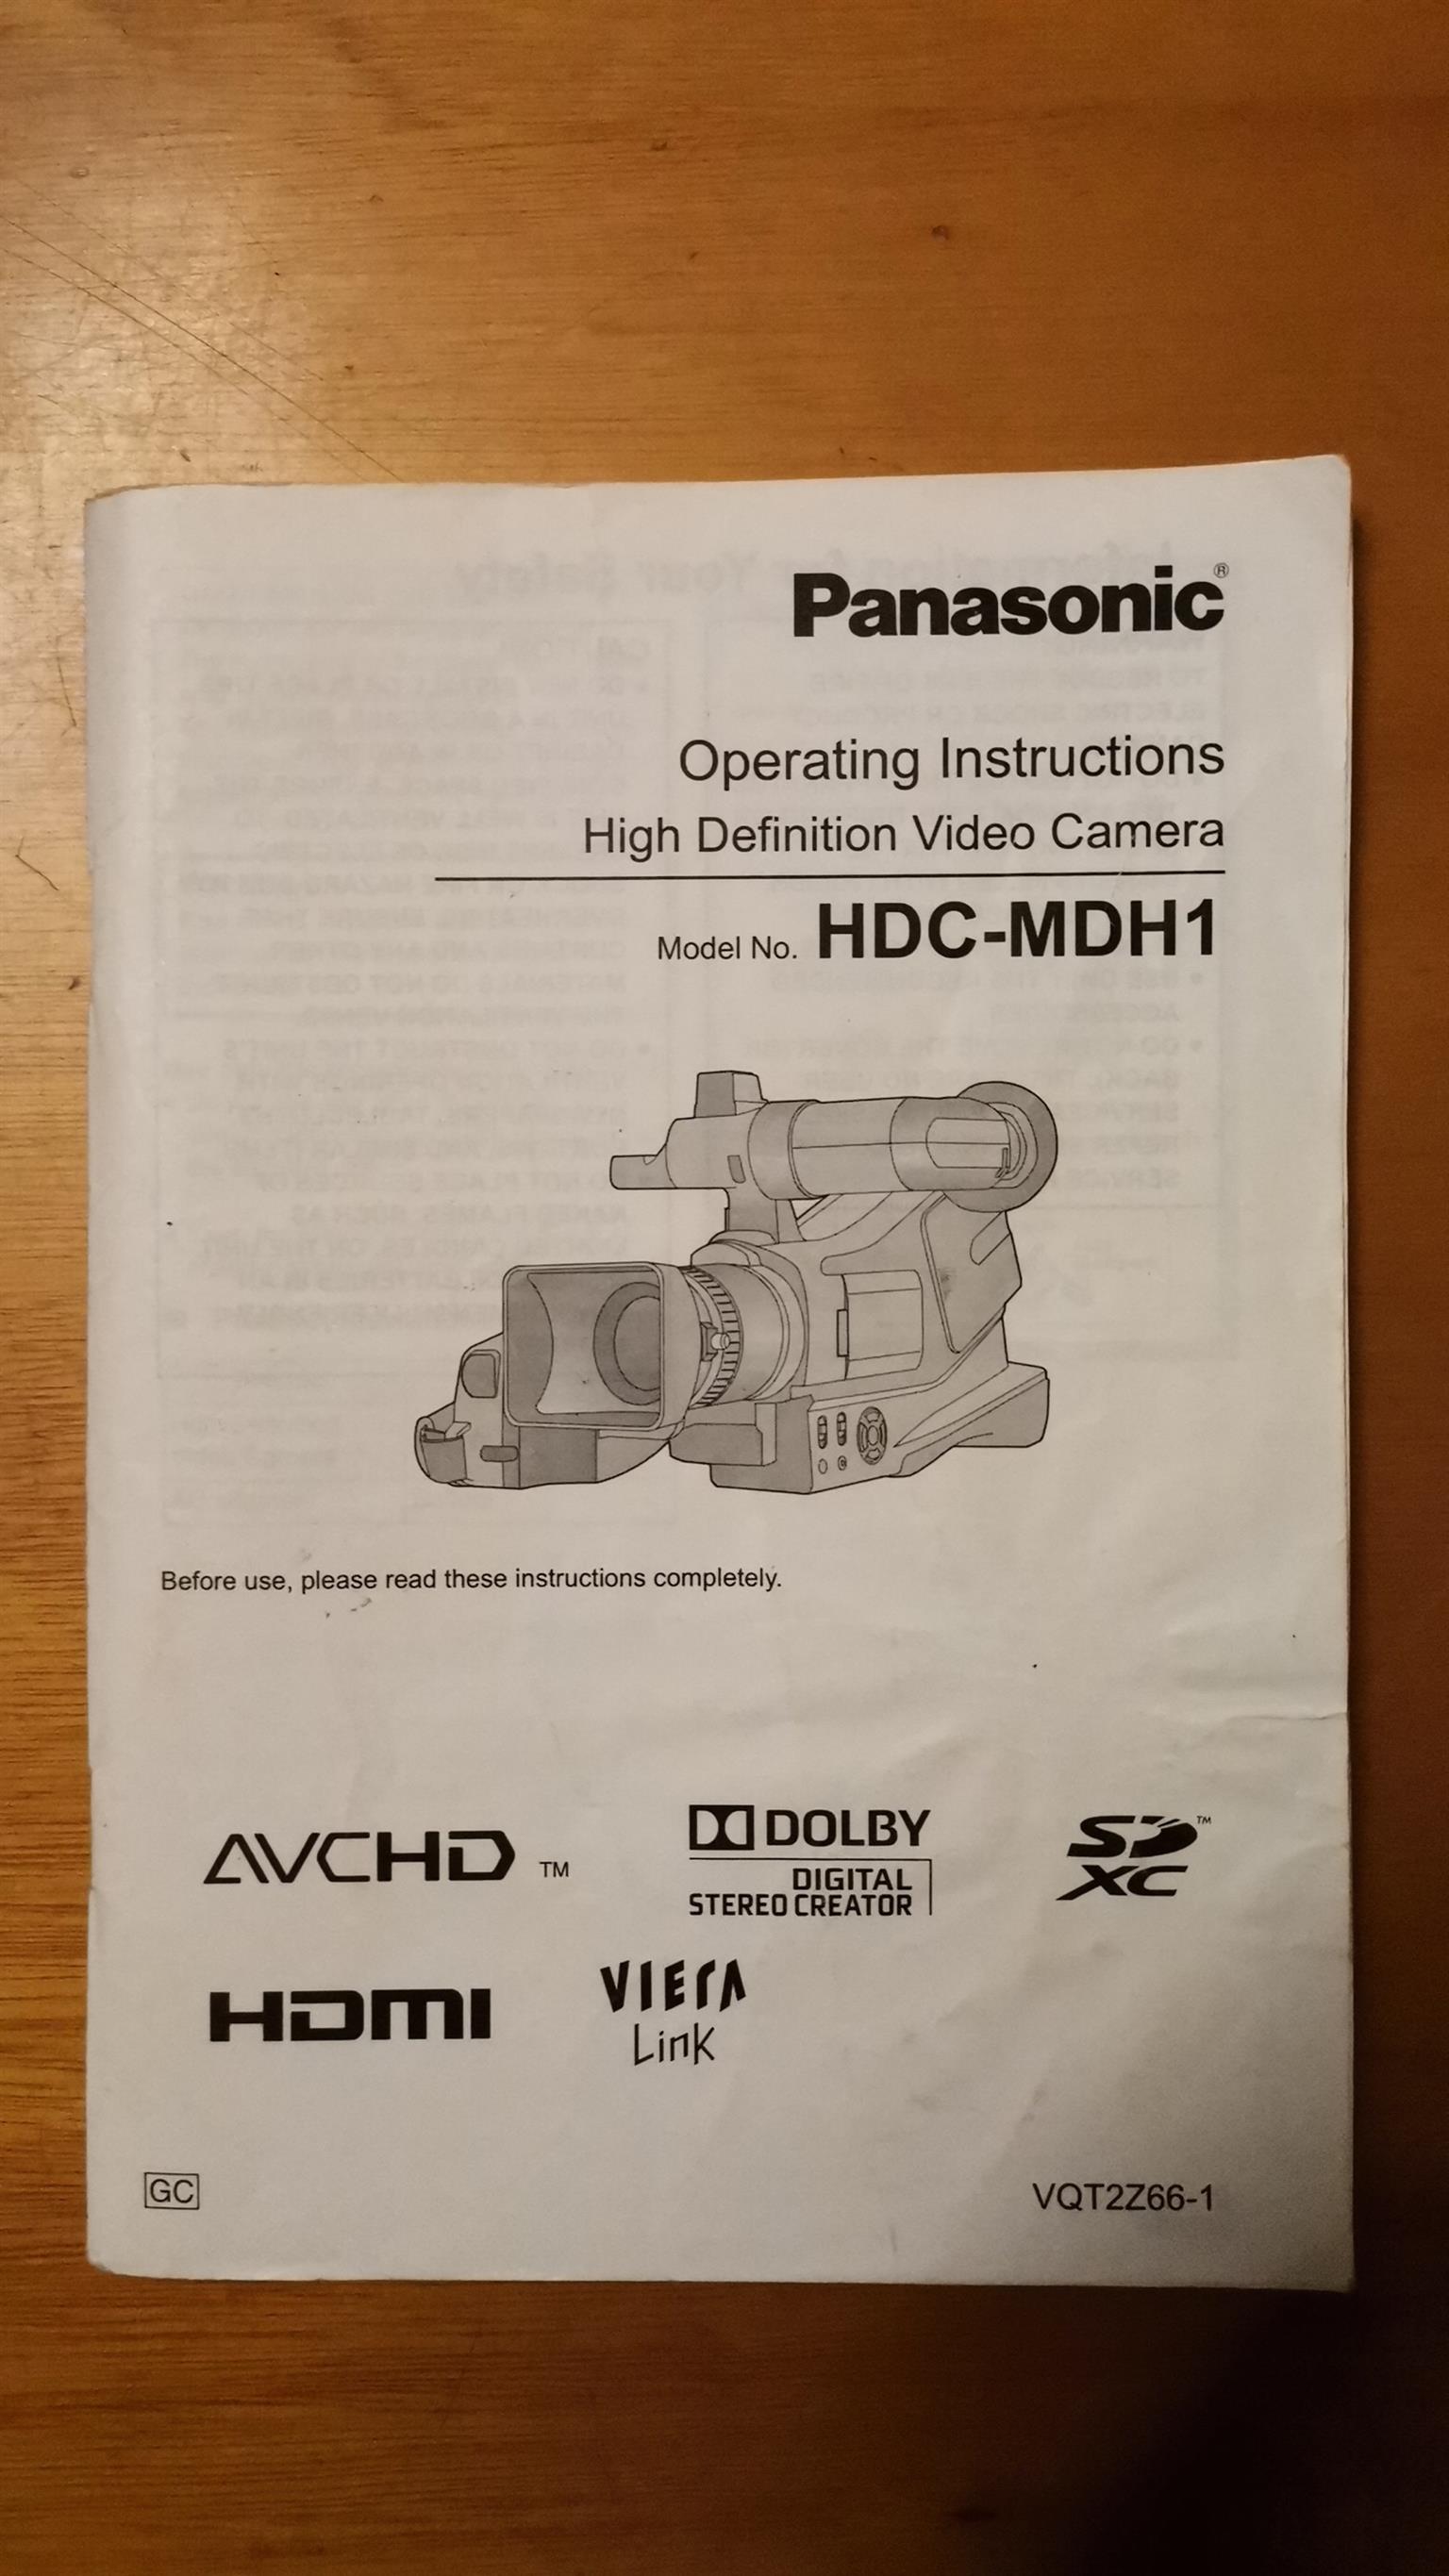 Panasonic®
Operating Instructions
High Definition Video Camera
Model No. HDC-MDH1
Before use, please read these instructions completely.
AVCHD ™
DOLBY
DIGITAL
STEREO CREATOR
SD™
XC
HDMI
VIERA
Link
GC
VQT2Z66-1